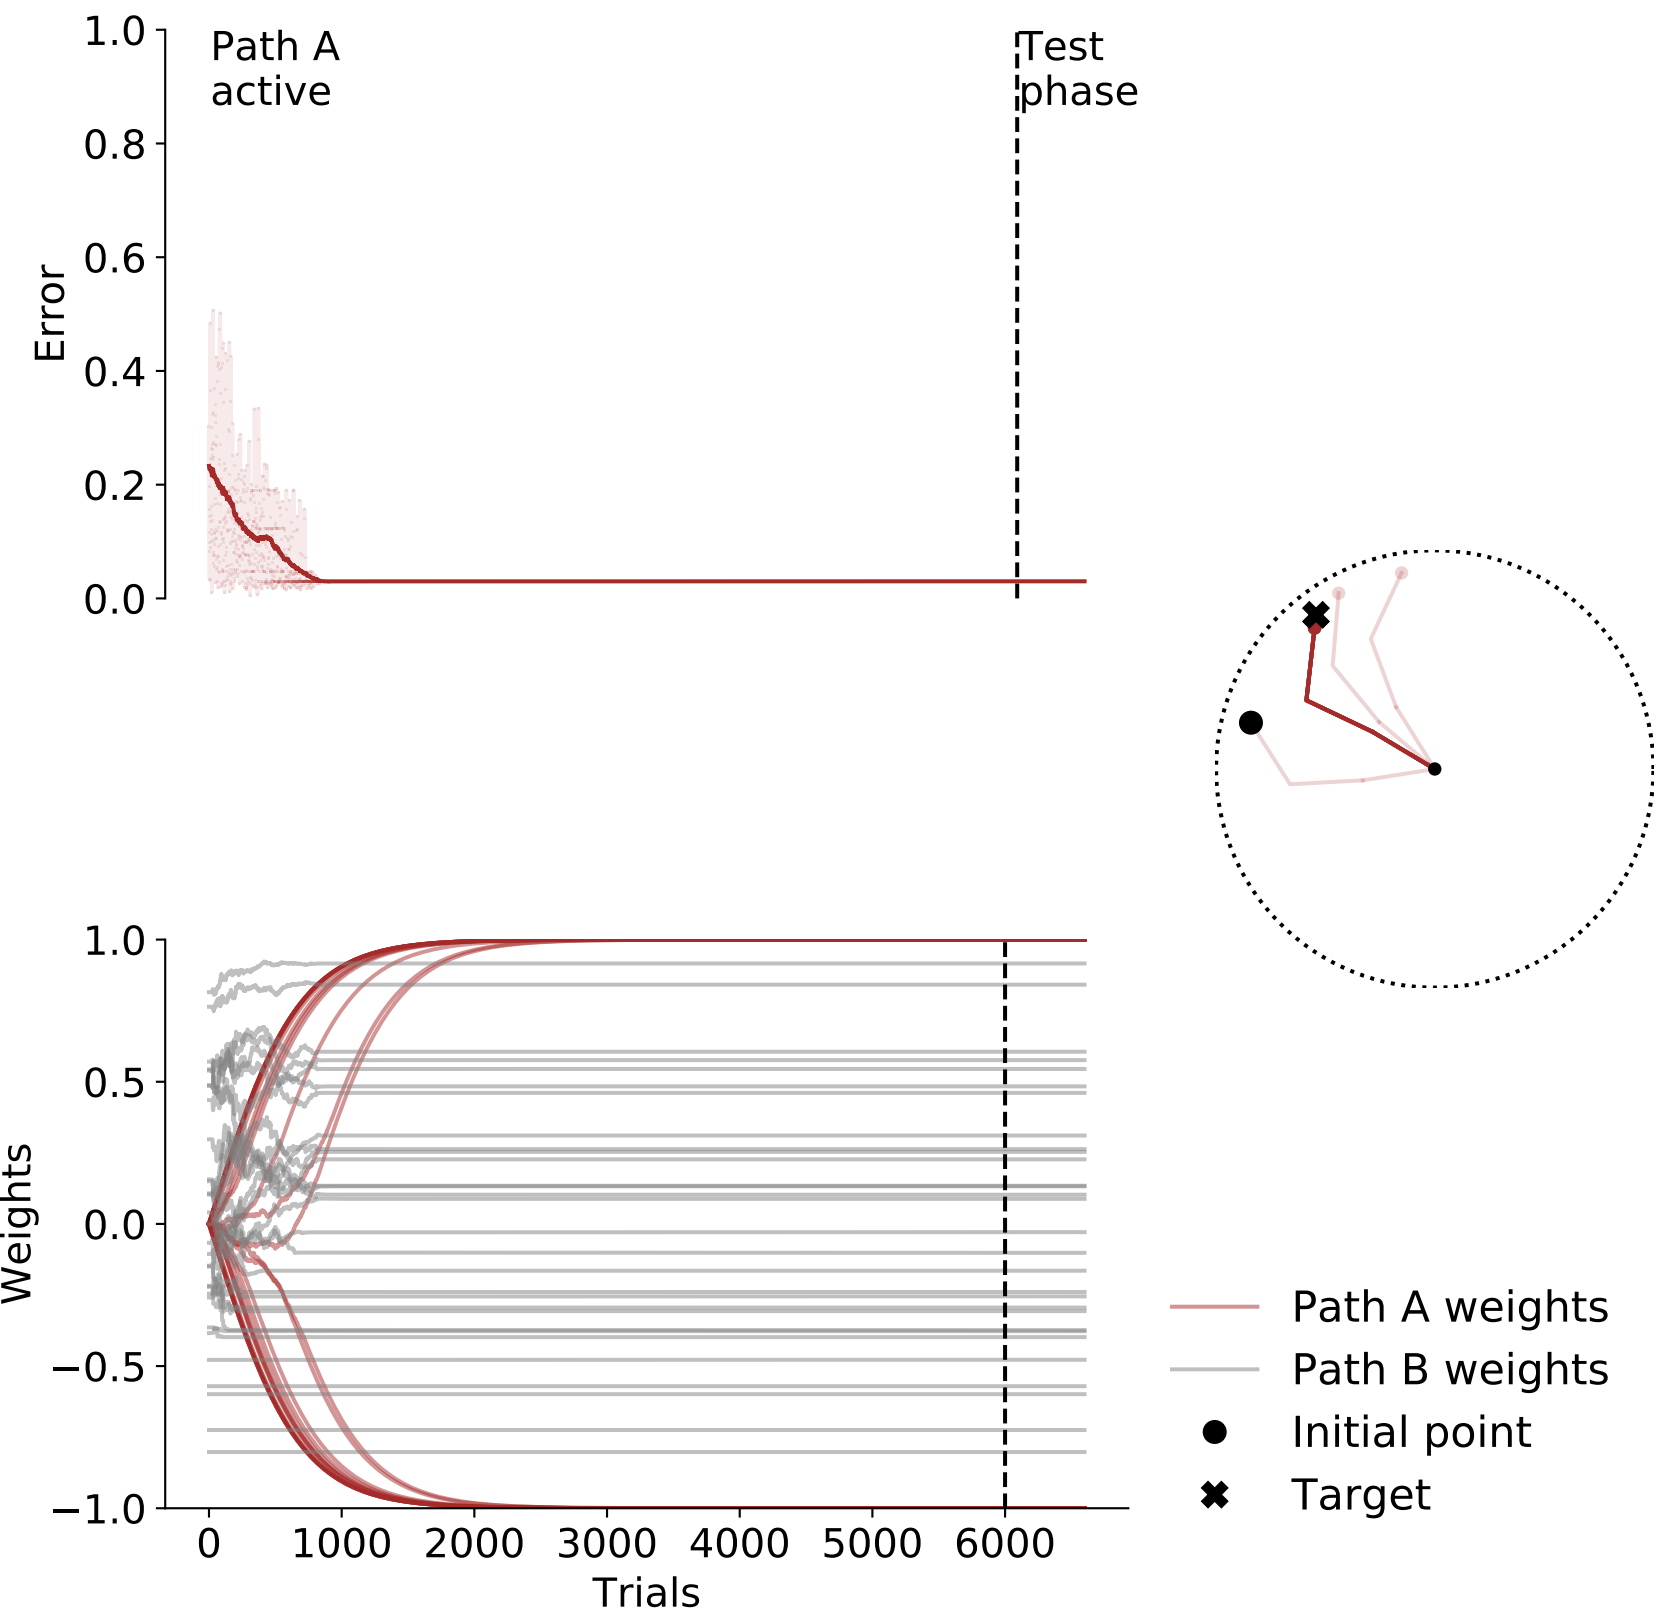 1.0
Path A
active
Test
phase
0.8
0.6
0.4
0.2
0.0
Error
1.0
0.5
0.0
−0.5
−1.0
Weights
0 1000 2000 3000 4000 5000 6000
Trials
Path A weights
Path B weights
Initial point
Target